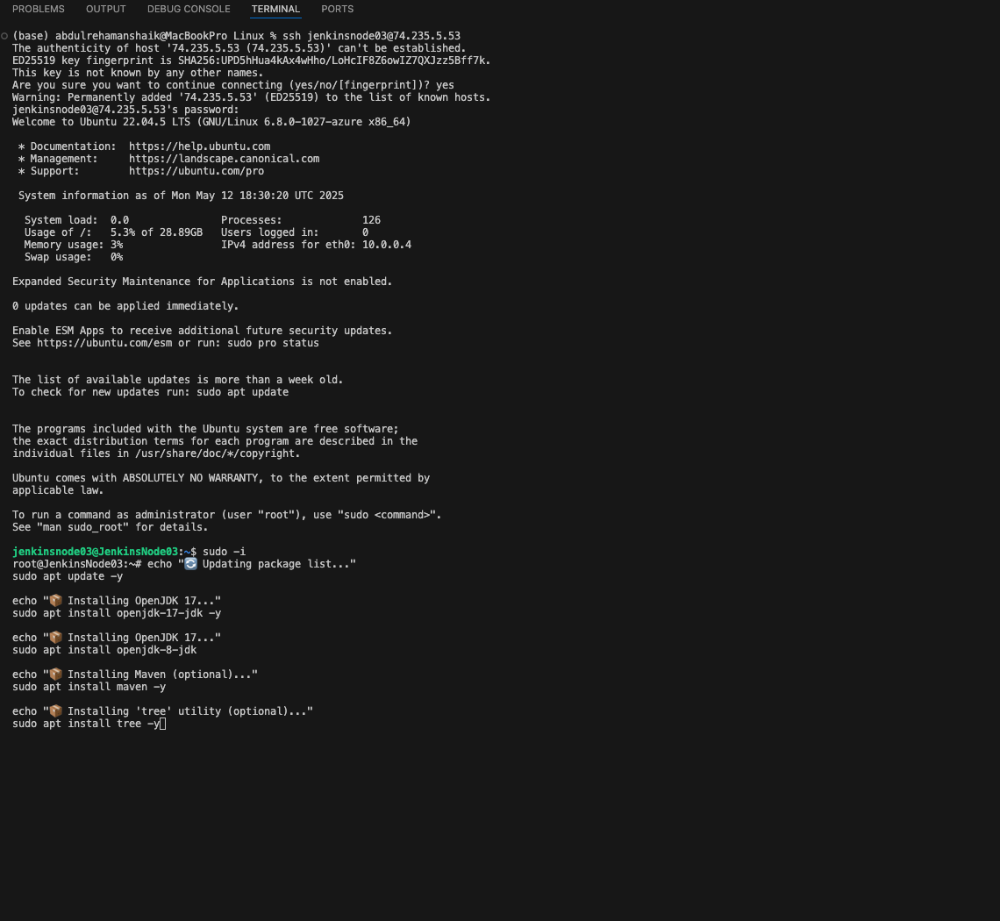 PROBLEMS OUTPUT DEBUG CONSOLE TERMINAL PORTS
(base) abdulrehamanshaik@MacBookPro Linux % ssh jenkinsnode03@74.235.5.53
The authenticity of host '74.235.5.53 (74.235.5.53)' can't be established.
ED25519 key fingerprint is SHA256:UPD5hHua4kAx4wHho/LoHcIF8Z6owIZ7QXJzz5Bff7k.
This key is not known by any other names.
Are you sure you want to continue connecting (yes/no/[fingerprint])? yes
Warning: Permanently added '74.235.5.53' (ED25519) to the list of known hosts.
jenkinsnode03@74.235.5.53's password:
Welcome to Ubuntu 22.04.5 LTS (GNU/Linux 6.8.0-1027-azure x86_64)
* Documentation:  https://help.ubuntu.com
* Management:     https://landscape.canonical.com
* Support:        https://ubuntu.com/pro
System information as of Mon May 12 18:30:20 UTC 2025
System load:  0.0               Processes:             126
Usage of /:   5.3% of 28.89GB   Users logged in:       0
Memory usage: 3%                IPv4 address for eth0: 10.0.0.4
Swap usage:   0%
Expanded Security Maintenance for Applications is not enabled.
0 updates can be applied immediately.
Enable ESM Apps to receive additional future security updates.
See https://ubuntu.com/esm or run: sudo pro status
The list of available updates is more than a week old.
To check for new updates run: sudo apt update
The programs included with the Ubuntu system are free software;
the exact distribution terms for each program are described in the
individual files in /usr/share/doc/*/copyright.
Ubuntu comes with ABSOLUTELY NO WARRANTY, to the extent permitted by
applicable law.
To run a command as administrator (user "root"), use "sudo <command>".
See "man sudo_root" for details.
jenkinsnode03@JenkinsNode03:~$ sudo -i
root@JenkinsNode03:~# echo "🔄 Updating package list..."
sudo apt update -y
echo "📦 Installing OpenJDK 17..."
sudo apt install openjdk-17-jdk -y
echo "📦 Installing OpenJDK 17..."
sudo apt install openjdk-8-jdk
echo "📦 Installing Maven (optional)..."
sudo apt install maven -y
echo "📦 Installing 'tree' utility (optional)..."
sudo apt install tree -y